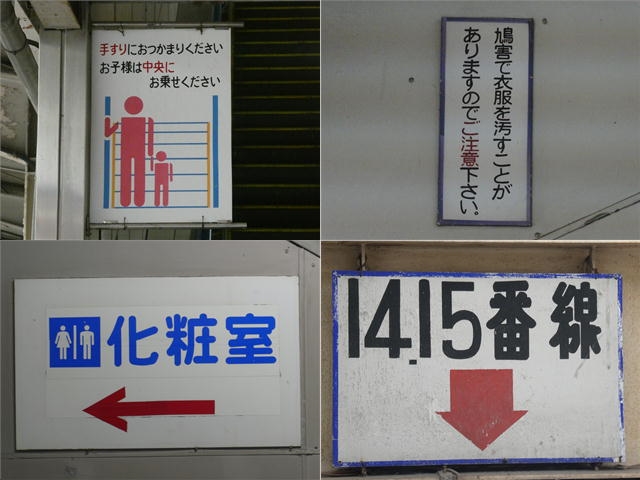 手すりにおつかまりください
お子様は中央に
お乗せください
鳩害で衣服を汚すことが
ありますのでご注意下さい。
化粧室
14.15番線